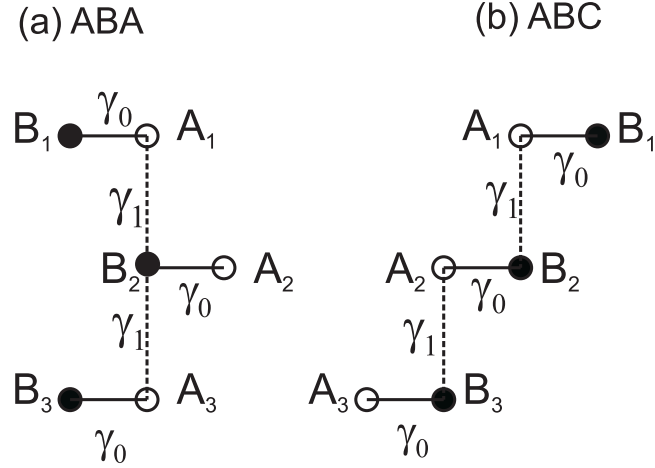 (a) ABA
(b) ABC
B₁ γ₀ A₁
A₁ γ₀ B₁
γ₁
γ₁
B₂ γ₀ A₂
A₂ γ₀ B₂
γ₁
γ₁
B₃ γ₀ A₃
A₃ γ₀ B₃